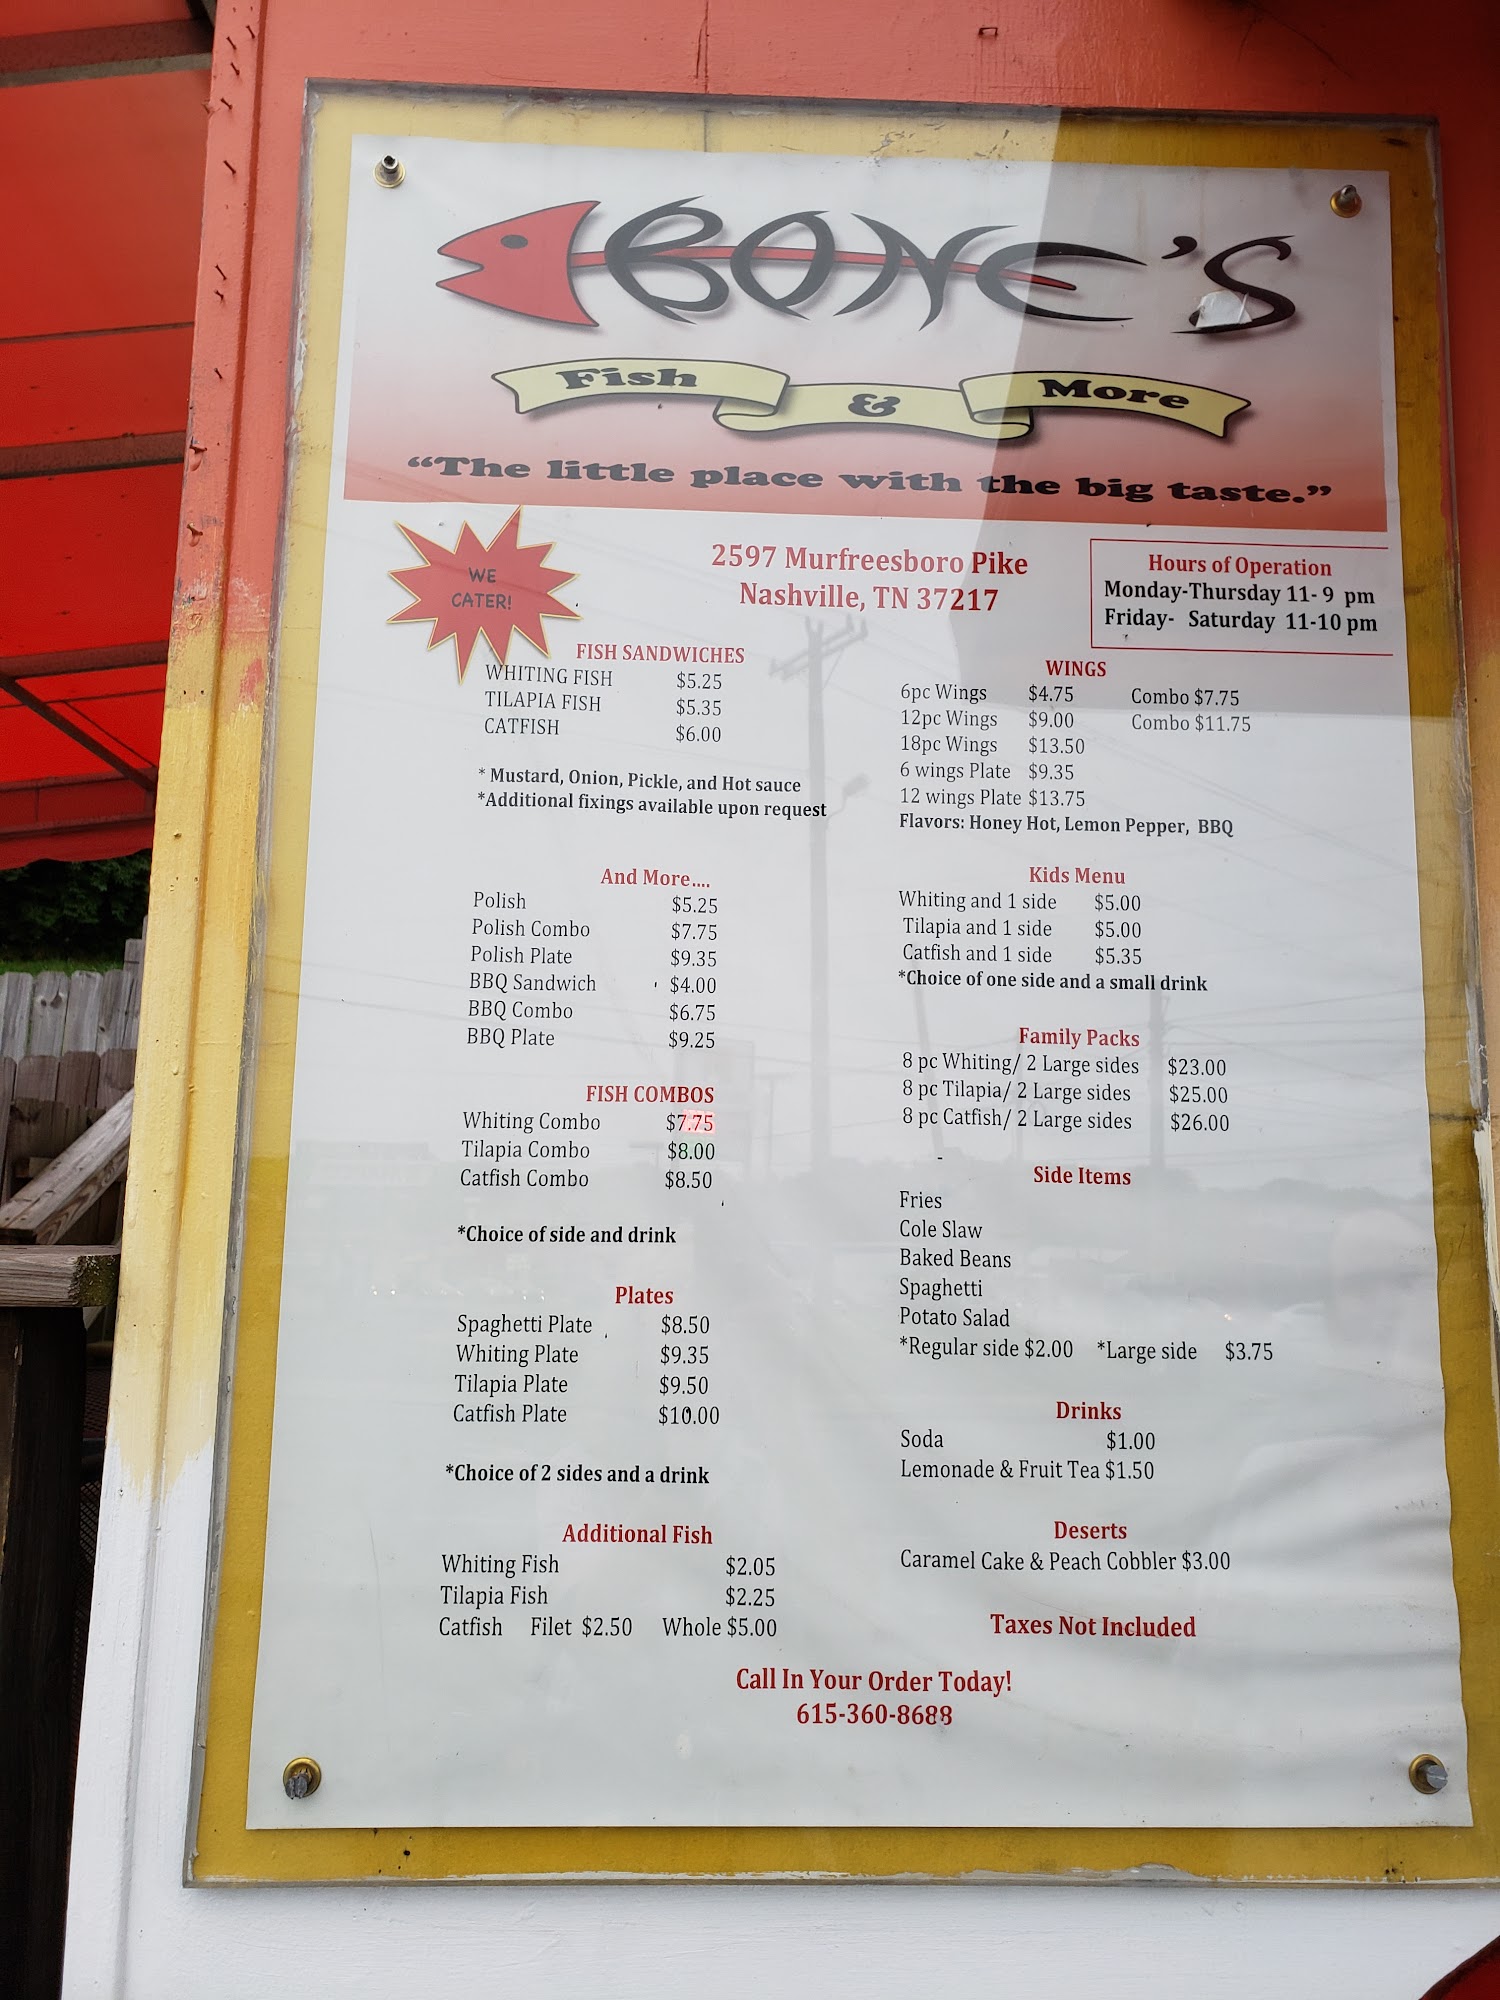 BONE'S
Fish & More
"The little place with the big taste."
WE
CATER!
2597 Murfreesboro Pike
Nashville, TN 37217
Hours of Operation
Monday-Thursday 11- 9 pm
Friday- Saturday 11-10 pm
FISH SANDWICHES
WHITING FISH $5.25
TILAPIA FISH $5.35
CATFISH $6.00
* Mustard, Onion, Pickle, and Hot sauce
*Additional fixings available upon request
And More....
Polish $5.25
Polish Combo $7.75
Polish Plate $9.35
BBQ Sandwich $4.00
BBQ Combo $6.75
BBQ Plate $9.25
FISH COMBOS
Whiting Combo $7.75
Tilapia Combo $8.00
Catfish Combo $8.50
*Choice of side and drink
Plates
Spaghetti Plate $8.50
Whiting Plate $9.35
Tilapia Plate $9.50
Catfish Plate $10.00
*Choice of 2 sides and a drink
Additional Fish
Whiting Fish $2.05
Tilapia Fish $2.25
Catfish Filet $2.50 Whole $5.00
WINGS
6pc Wings $4.75 Combo $7.75
12pc Wings $9.00 Combo $11.75
18pc Wings $13.50
6 wings Plate $9.35
12 wings Plate $13.75
Flavors: Honey Hot, Lemon Pepper, BBQ
Kids Menu
Whiting and 1 side $5.00
Tilapia and 1 side $5.00
Catfish and 1 side $5.35
*Choice of one side and a small drink
Family Packs
8 pc Whiting/ 2 Large sides $23.00
8 pc Tilapia/ 2 Large sides $25.00
8 pc Catfish/ 2 Large sides $26.00
Side Items
Fries
Cole Slaw
Baked Beans
Spaghetti
Potato Salad
*Regular side $2.00 *Large side $3.75
Drinks
Soda $1.00
Lemonade & Fruit Tea $1.50
Deserts
Caramel Cake & Peach Cobbler $3.00
Taxes Not Included
Call In Your Order Today!
615-360-8688